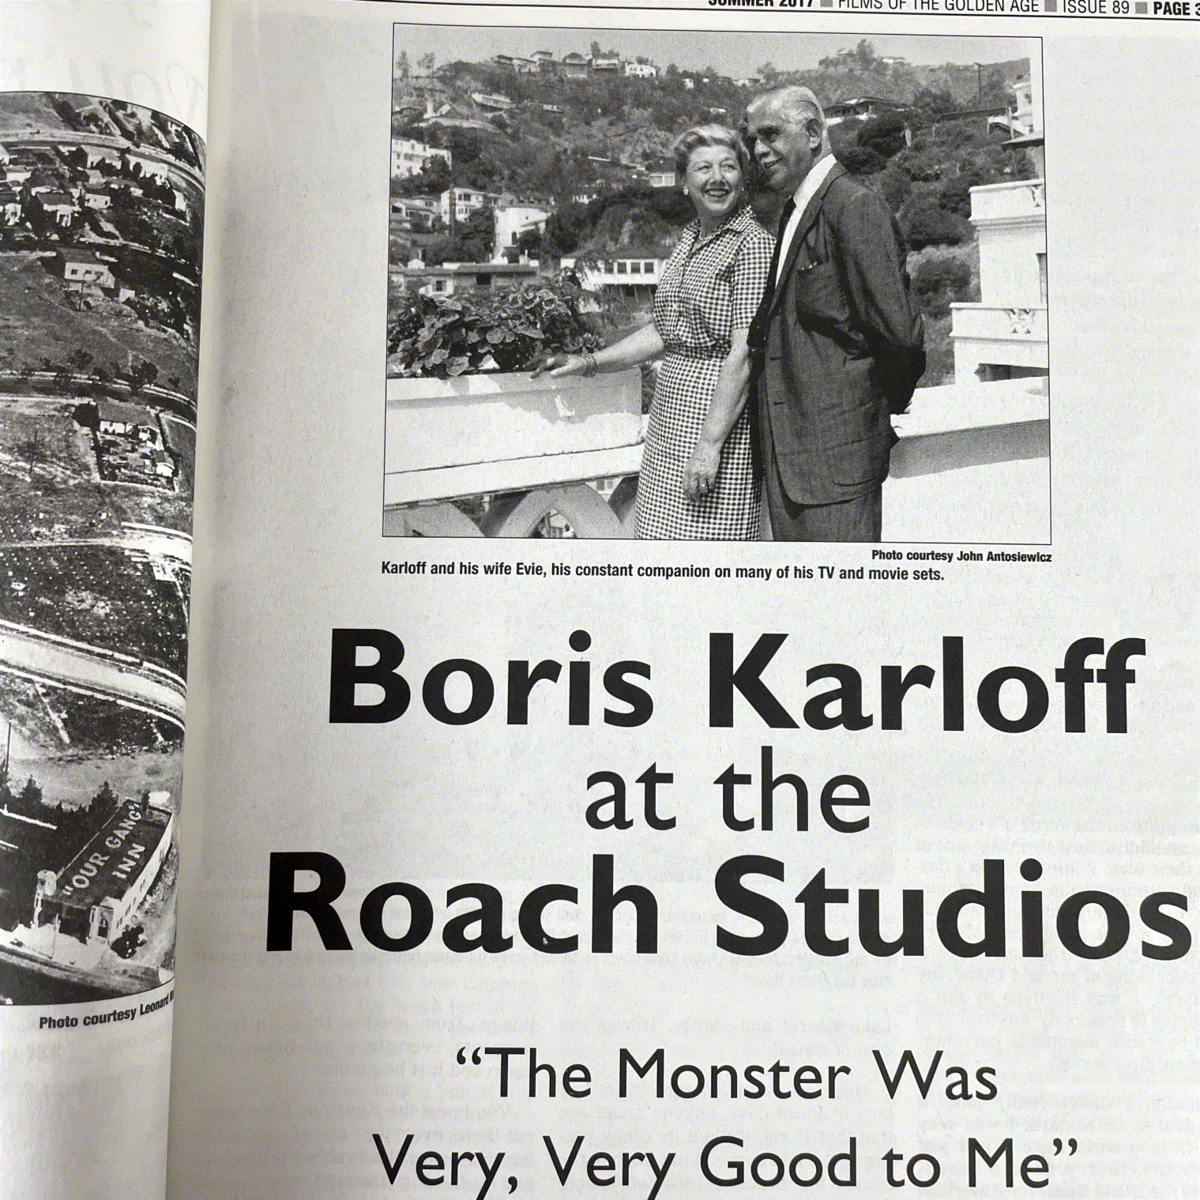 SUMMER 2017 ■ FILMS OF THE GOLDEN AGE ■ ISSUE 89 ■ PAGE 3
"OUR GANG"
INN
Photo courtesy Leonard
Photo courtesy John Antosiewicz
Karloff and his wife Evie, his constant companion on many of his TV and movie sets.
Boris Karloff
at the
Roach Studios
“The Monster Was
Very, Very Good to Me”